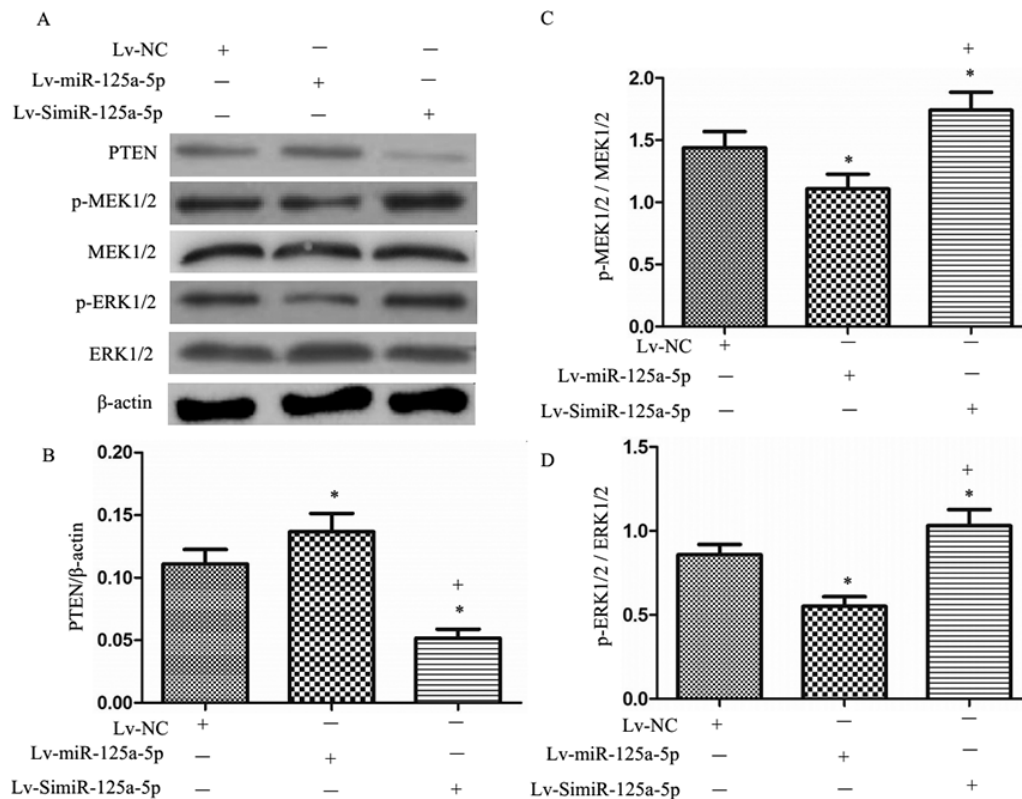 A
Lv-NC + — —
Lv-miR-125a-5p — + —
Lv-SimiR-125a-5p — — +
PTEN
p-MEK1/2
MEK1/2
p-ERK1/2
ERK1/2
β-actin
B
PTEN/β-actin
0.20
0.15
0.10
0.05
0.00
*
+
*
Lv-NC + — —
Lv-miR-125a-5p — + —
Lv-SimiR-125a-5p — — +
C
p-MEK1/2 / MEK1/2
2.0
1.5
1.0
0.5
0.0
*
+
*
Lv-NC + — —
Lv-miR-125a-5p — + —
Lv-SimiR-125a-5p — — +
D
p-ERK1/2 / ERK1/2
1.5
1.0
0.5
0.0
*
+
*
Lv-NC + — —
Lv-miR-125a-5p — + —
Lv-SimiR-125a-5p — — +